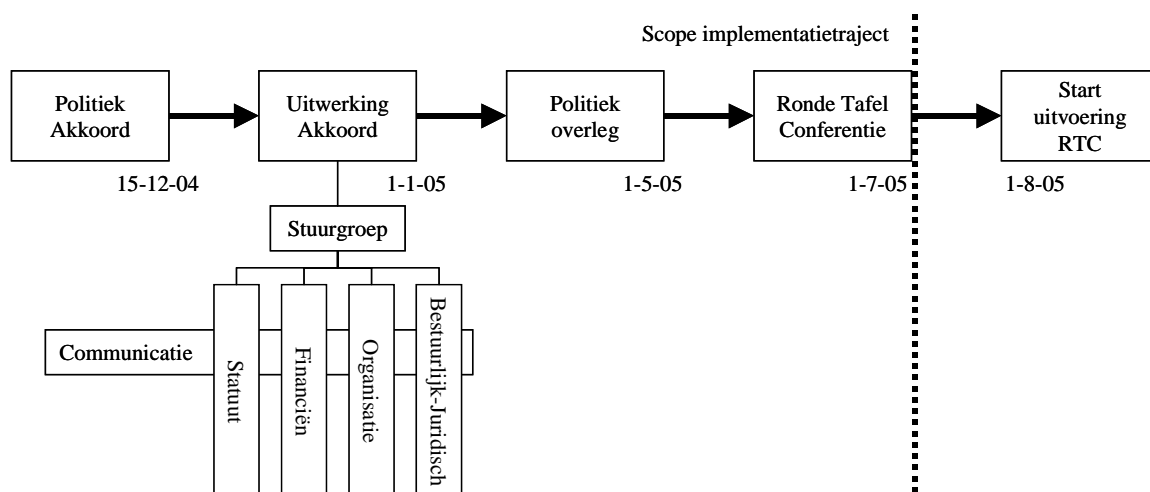 Scope implementatietraject
Politiek
Akkoord
Uitwerking
Akkoord
Politiek
overleg
Ronde Tafel
Conferentie
Start
uitvoering
RTC
15-12-04
1-1-05
1-5-05
1-7-05
1-8-05
Stuurgroep
Communicatie
Statuut
Financiën
Organisatie
Bestuurlijk-Juridisch